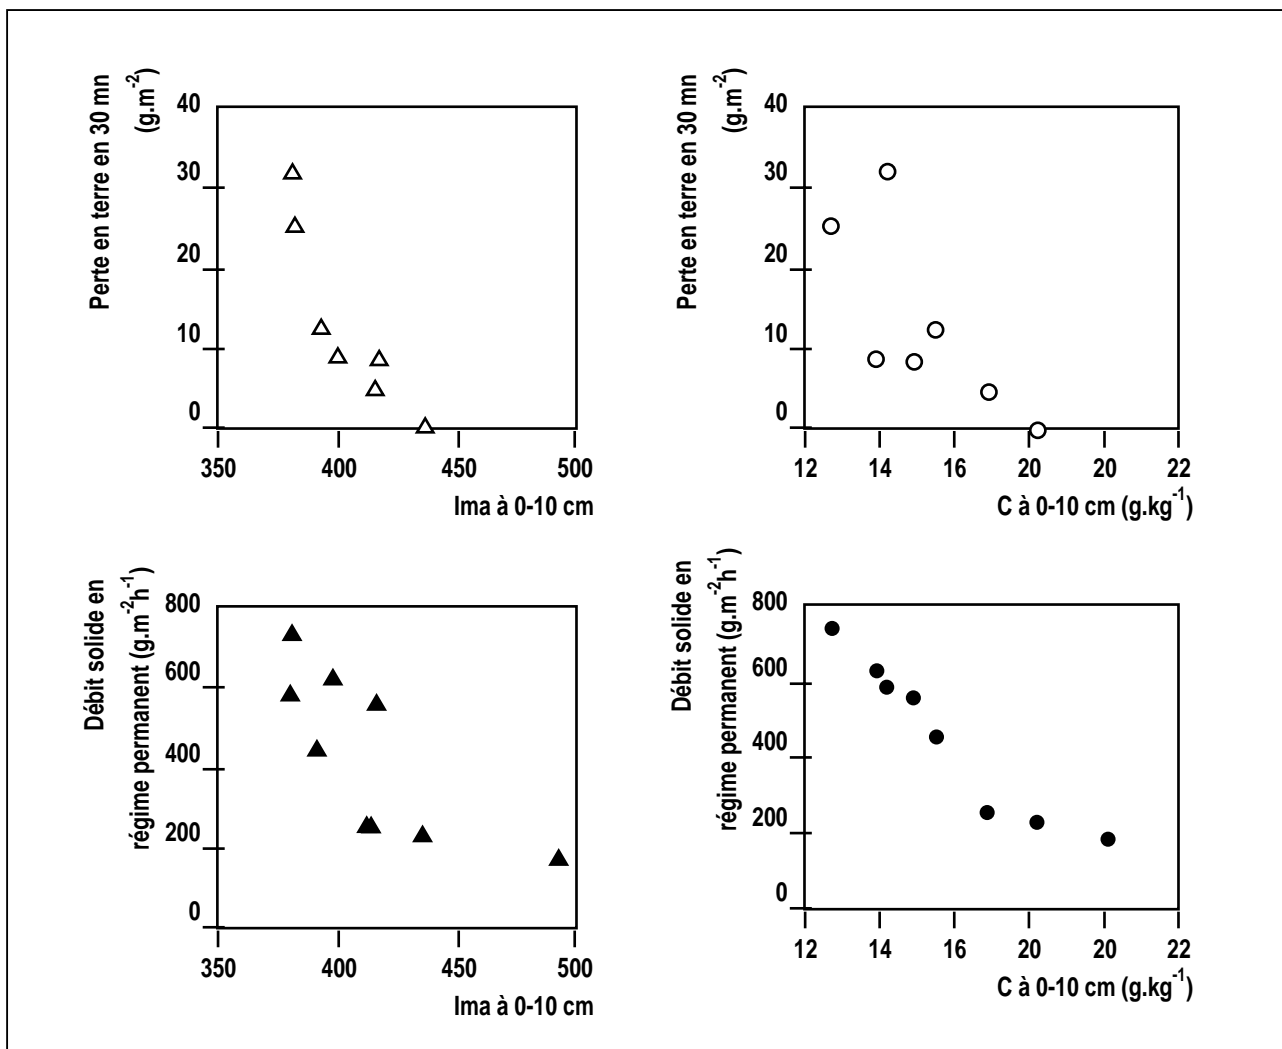 Perte en terre en 30 mn
(g.m⁻²)
40
30
20
10
0
350 400 450 500
Ima à 0-10 cm
Perte en terre en 30 mn
(g.m⁻²)
40
30
20
10
0
12 14 16 20 20 22
C à 0-10 cm (g.kg⁻¹)
Débit solide en
régime permanent (g.m⁻²h⁻¹)
800
600
400
200
0
350 400 450 500
Ima à 0-10 cm
Débit solide en
régime permanent (g.m⁻²h⁻¹)
800
600
400
200
0
12 14 16 20 20 22
C à 0-10 cm (g.kg⁻¹)